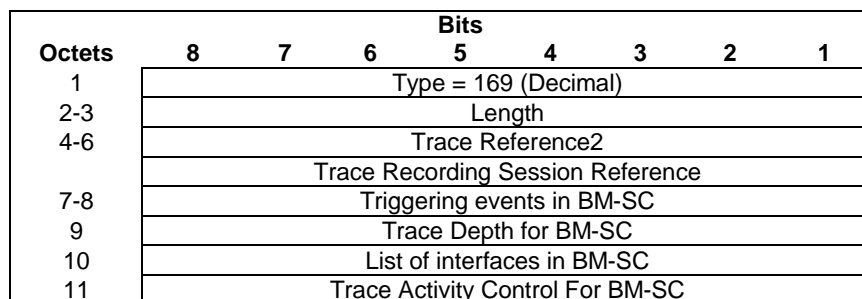 Bits
Octets 8 7 6 5 4 3 2 1
1 Type = 169 (Decimal)
2-3 Length
4-6 Trace Reference2
Trace Recording Session Reference
7-8 Triggering events in BM-SC
9 Trace Depth for BM-SC
10 List of interfaces in BM-SC
11 Trace Activity Control For BM-SC